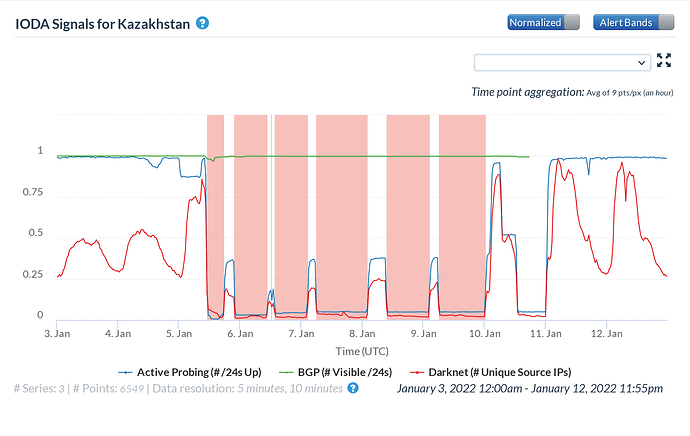 IODA Signals for Kazakhstan ?
Normalized
Alert Bands
Time point aggregation: Avg of 9 pts/px (an hour)
1
0.75
0.5
0.25
0
3. Jan 4. Jan 5. Jan 6. Jan 7. Jan 8. Jan 9. Jan 10. Jan 11. Jan 12. Jan
Time (UTC)
Active Probing (# /24s Up) BGP (# Visible /24s) Darknet (# Unique Source IPs)
# Series: 3 | # Points: 6549 | Data resolution: 5 minutes, 10 minutes ? January 3, 2022 12:00am - January 12, 2022 11:55pm